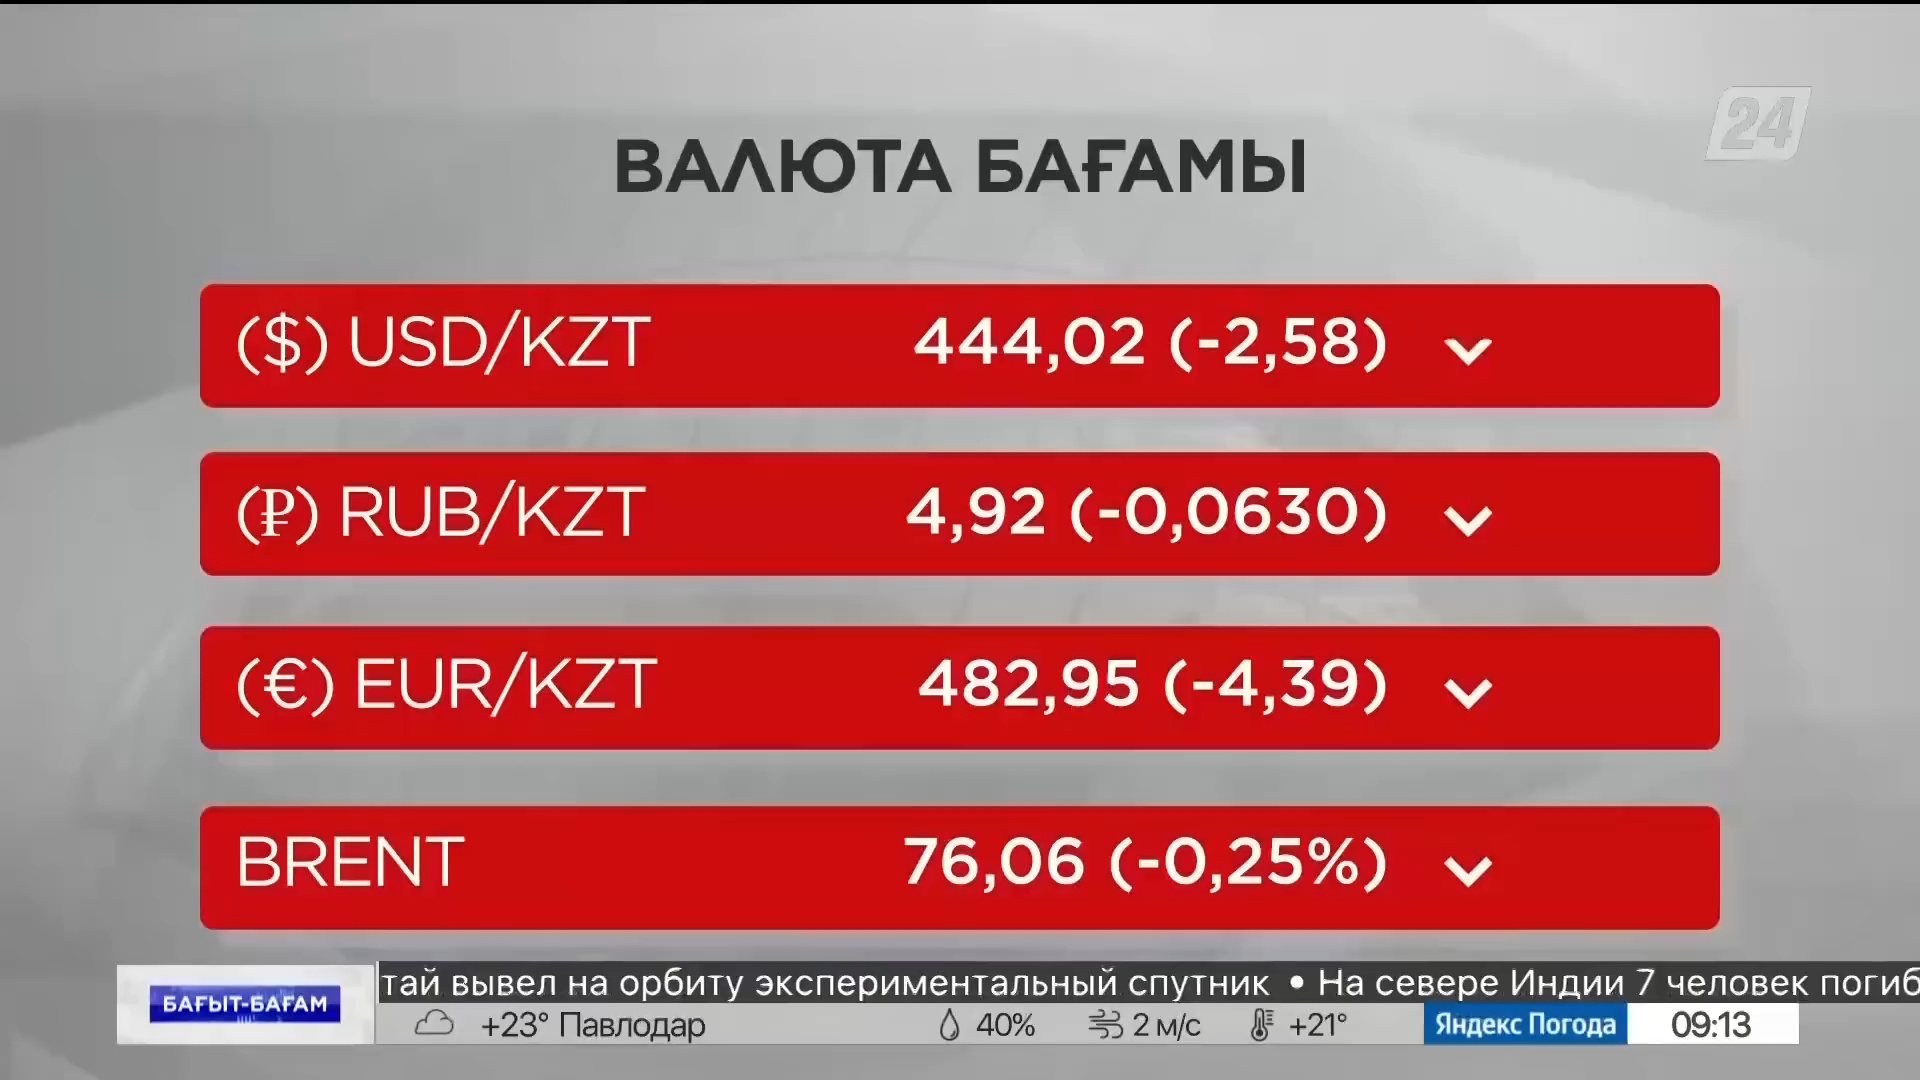 24
ВАЛЮТА БАҒАМЫ
($) USD/KZT 444,02 (-2,58)
(₽) RUB/KZT 4,92 (-0,0630)
(€) EUR/KZT 482,95 (-4,39)
BRENT 76,06 (-0,25%)
БАҒЫТ-БАҒАМ
тай вывел на орбиту экспериментальный спутник • На севере Индии 7 человек погиб
+23° Павлодар 40% 2 м/с +21° Яндекс Погода 09:13